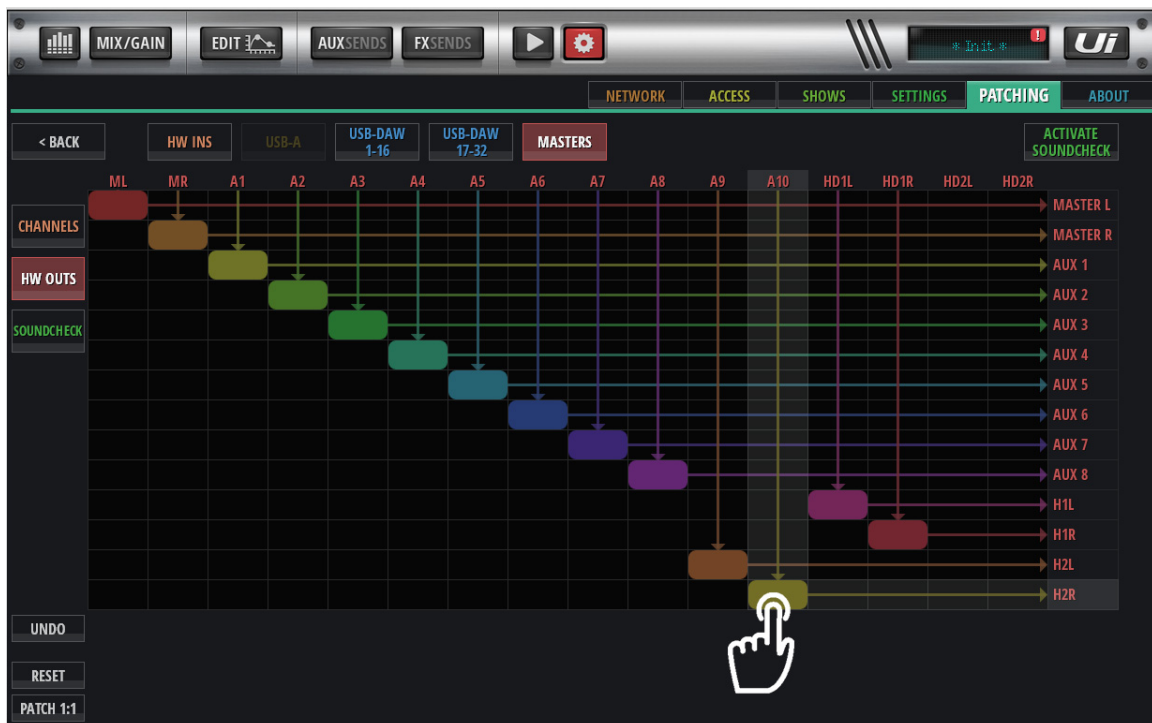 MIX/GAIN EDIT AUXSENDS FXSENDS * Init * ! Ui
NETWORK ACCESS SHOWS SETTINGS PATCHING ABOUT
< BACK HW INS USB-A USB-DAW 1-16 USB-DAW 17-32 MASTERS ACTIVATE SOUNDCHECK
ML MR A1 A2 A3 A4 A5 A6 A7 A8 A9 A10 HD1L HD1R HD2L HD2R
MASTER L
CHANNELS
MASTER R
AUX 1
HW OUTS
AUX 2
AUX 3
SOUNDCHECK
AUX 4
AUX 5
AUX 6
AUX 7
AUX 8
H1L
H1R
H2L
H2R
UNDO
RESET
PATCH 1:1